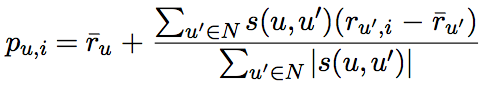 p_{u,i} = \bar{r}_u + \frac{\sum_{u' \in N} s(u,u')(r_{u',i} - \bar{r}_{u'})}{\sum_{u' \in N} |s(u,u')|}